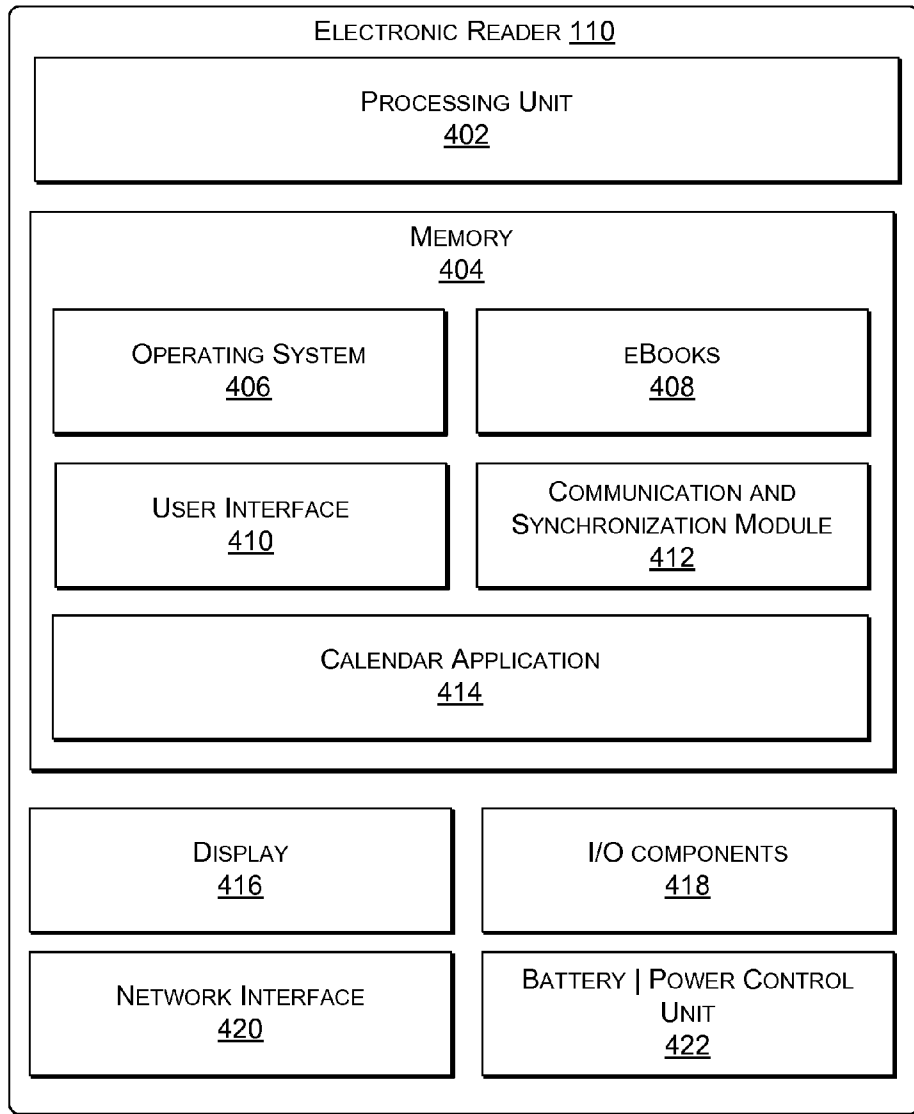 Electronic Reader 110
Processing Unit
402
Memory
404
Operating System
406
eBooks
408
User Interface
410
Communication and
Synchronization Module
412
Calendar Application
414
Display
416
I/O components
418
Network Interface
420
Battery | Power Control
Unit
422